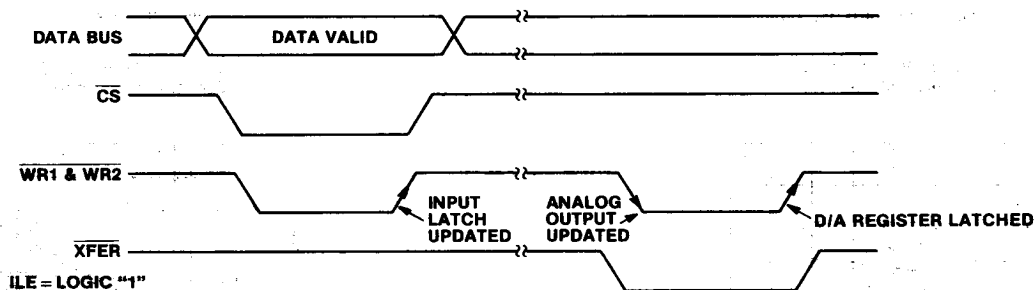 DATA BUS
DATA VALID
CS
WR1 & WR2
INPUT
LATCH
UPDATED
ANALOG
OUTPUT
UPDATED
D/A REGISTER LATCHED
XFER
ILE = LOGIC "1"